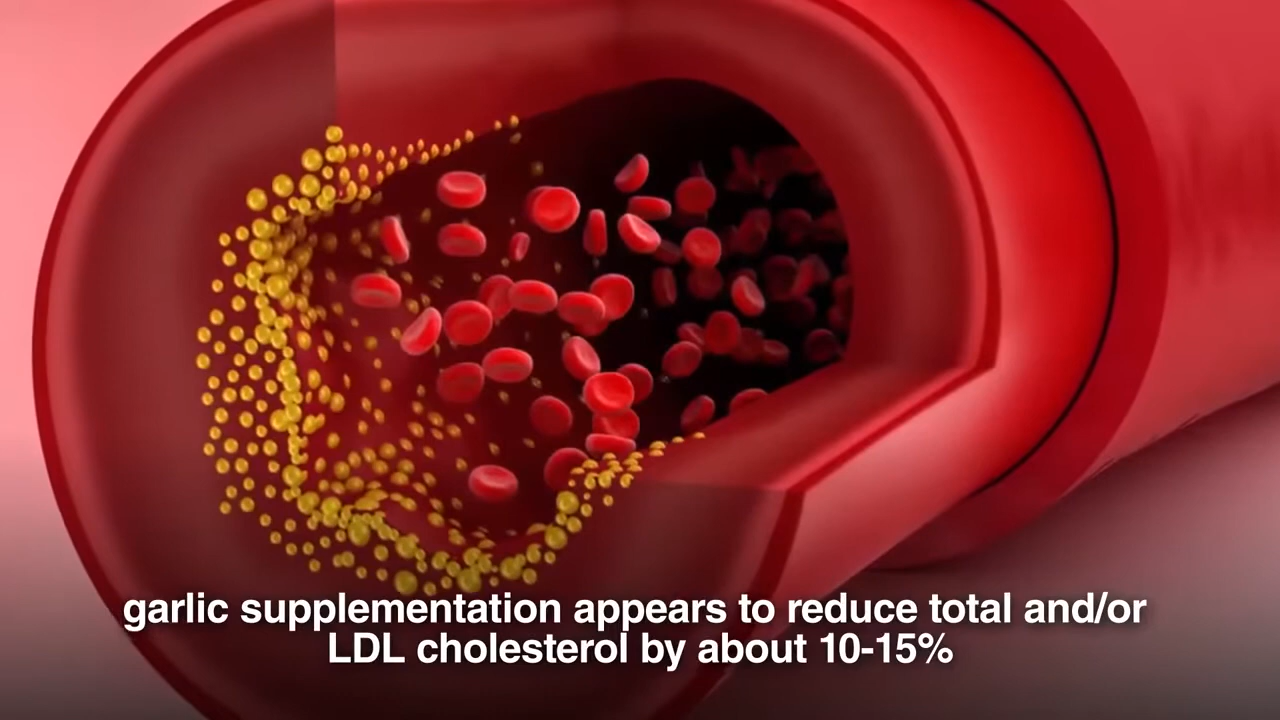 garlic supplementation appears to reduce total and/or
LDL cholesterol by about 10-15%